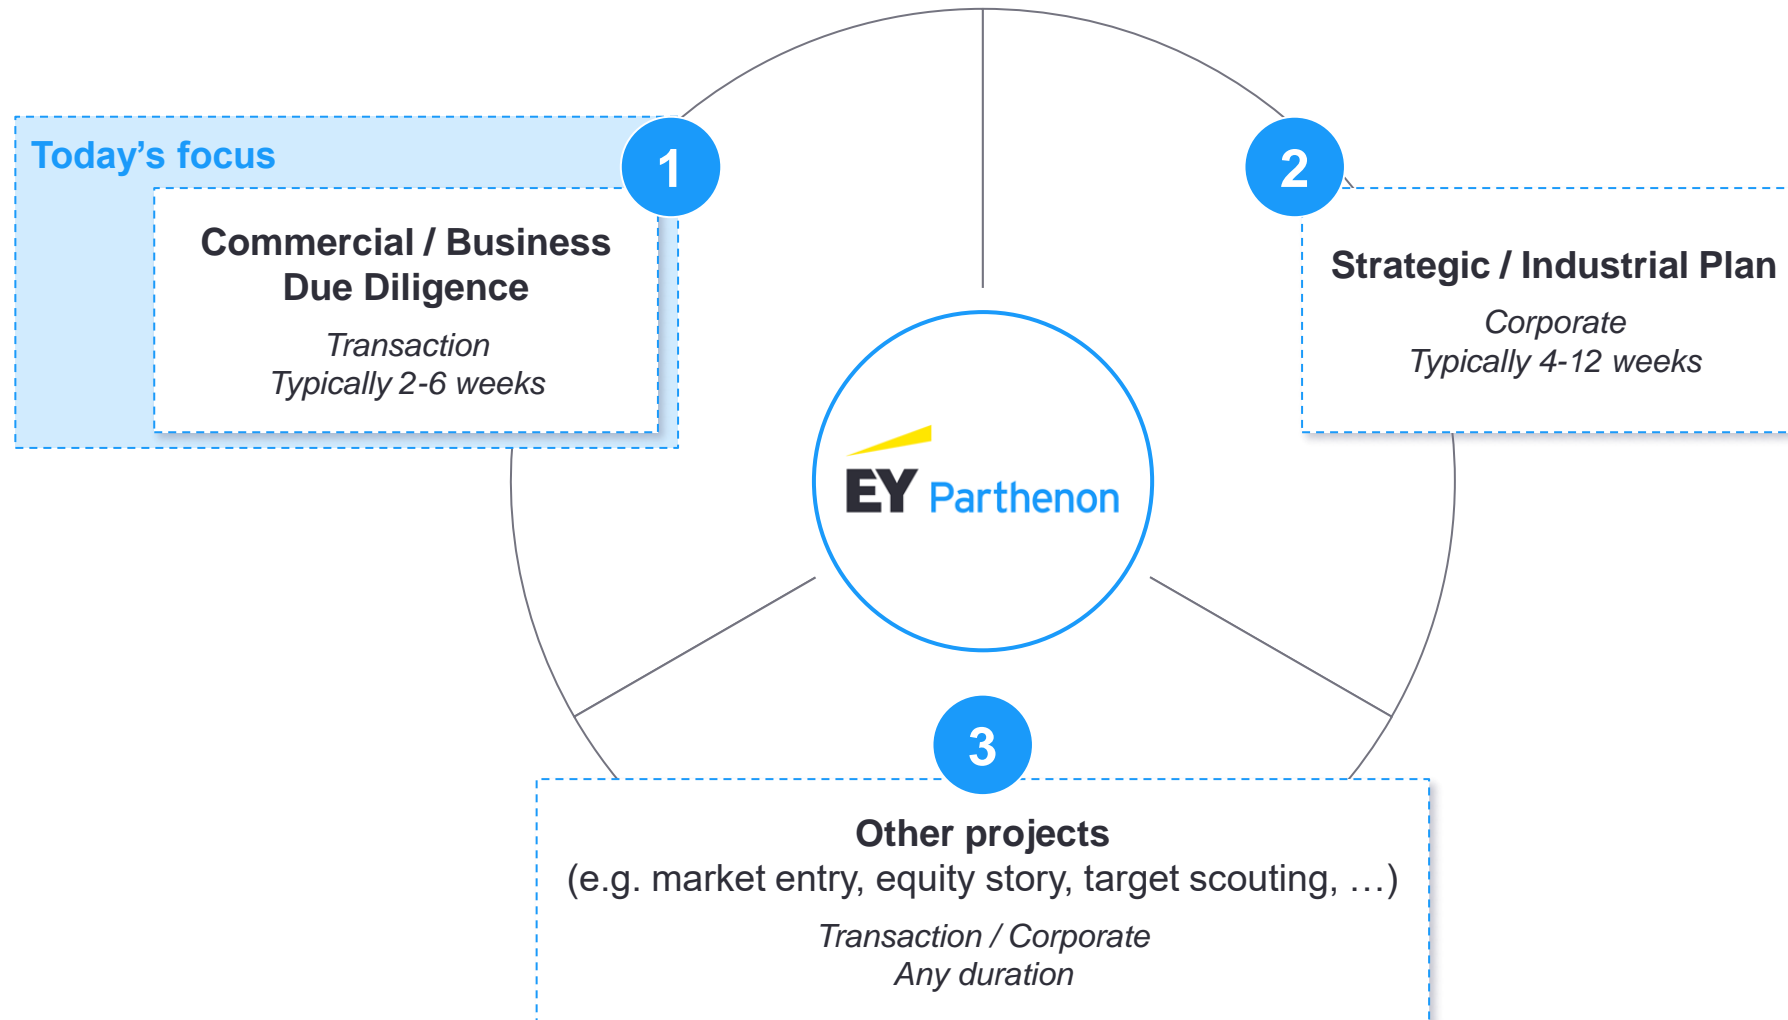 Today’s focus
1
Commercial / Business
Due Diligence
Transaction
Typically 2-6 weeks
2
Strategic / Industrial Plan
Corporate
Typically 4-12 weeks
EY Parthenon
3
Other projects
(e.g. market entry, equity story, target scouting, …)
Transaction / Corporate
Any duration